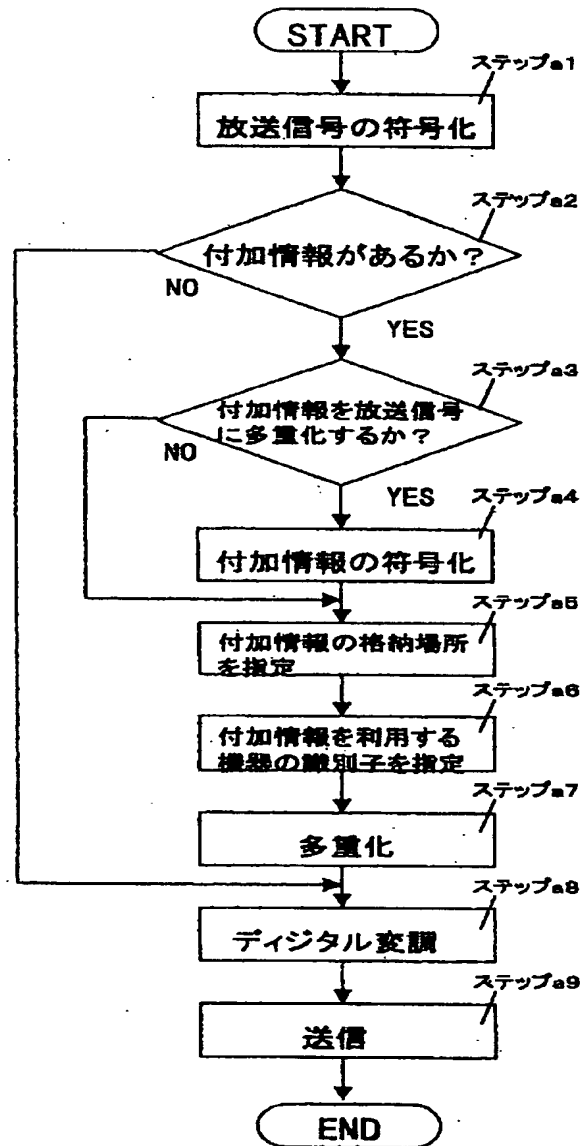 START
ステップa1
放送信号の符号化
ステップa2
付加情報があるか？
NO
YES
ステップa3
付加情報を放送信号
に多重化するか？
NO
YES
ステップa4
付加情報の符号化
ステップa5
付加情報の格納場所
を指定
ステップa6
付加情報を利用する
機器の識別子を指定
ステップa7
多重化
ステップa8
ディジタル変調
ステップa9
送信
END